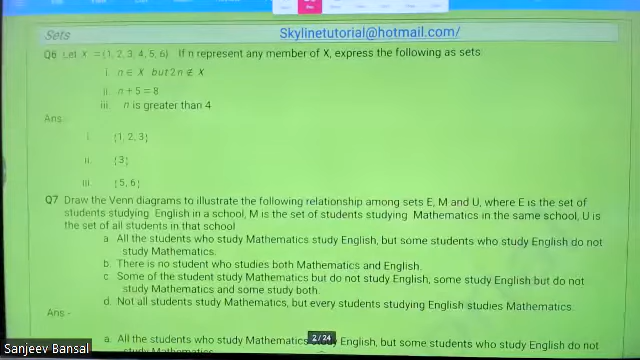 Sets
Skylinetutorial@hotmail.com/
Q6 Let X = {1, 2, 3, 4, 5, 6} If n represent any member of X, express the following as sets
i. n ∈ X but 2n ∉ X
ii. n + 5 = 8
iii n is greater than 4
Ans -
i. {1, 2, 3}
ii. {3}
iii. {5, 6}
Q7 Draw the Venn diagrams to illustrate the following relationship among sets E, M and U, where E is the set of
students studying English in a school, M is the set of students studying Mathematics in the same school, U is
the set of all students in that school
a All the students who study Mathematics study English, but some students who study English do not
study Mathematics.
b. There is no student who studies both Mathematics and English.
c Some of the student study Mathematics but do not study English, some study English but do not
study Mathematics and some study both.
d. Not all students study Mathematics, but every students studying English studies Mathematics.
Ans -
a. All the students who study Mathematics study English, but some students who study English do not
study Mathematics
2 / 24
Sanjeev Bansal